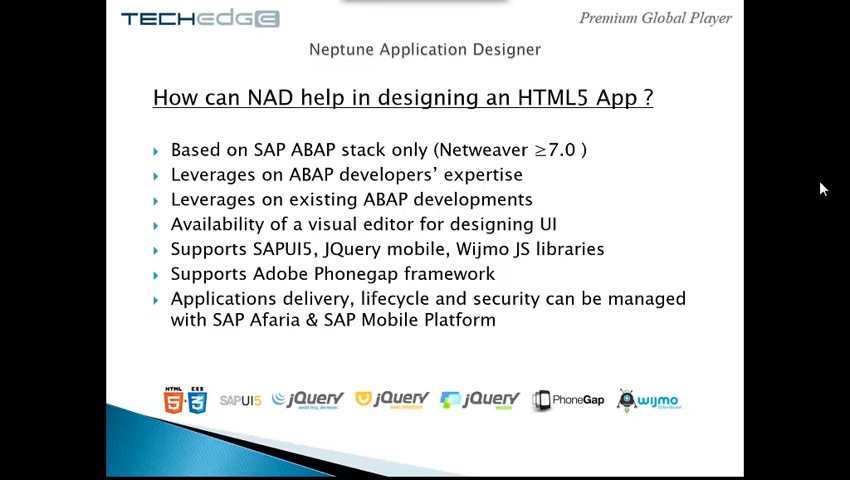 TECHEDGE
Premium Global Player
Neptune Application Designer
How can NAD help in designing an HTML5 App ?
Based on SAP ABAP stack only (Netweaver ≥7.0 )
Leverages on ABAP developers’ expertise
Leverages on existing ABAP developments
Availability of a visual editor for designing UI
Supports SAPUI5, JQuery mobile, Wijmo JS libraries
Supports Adobe Phonegap framework
Applications delivery, lifecycle and security can be managed
with SAP Afaria & SAP Mobile Platform
HTML CSS
5 3 SAPUI5 jQuery jQuery jQuery PhoneGap wijmo